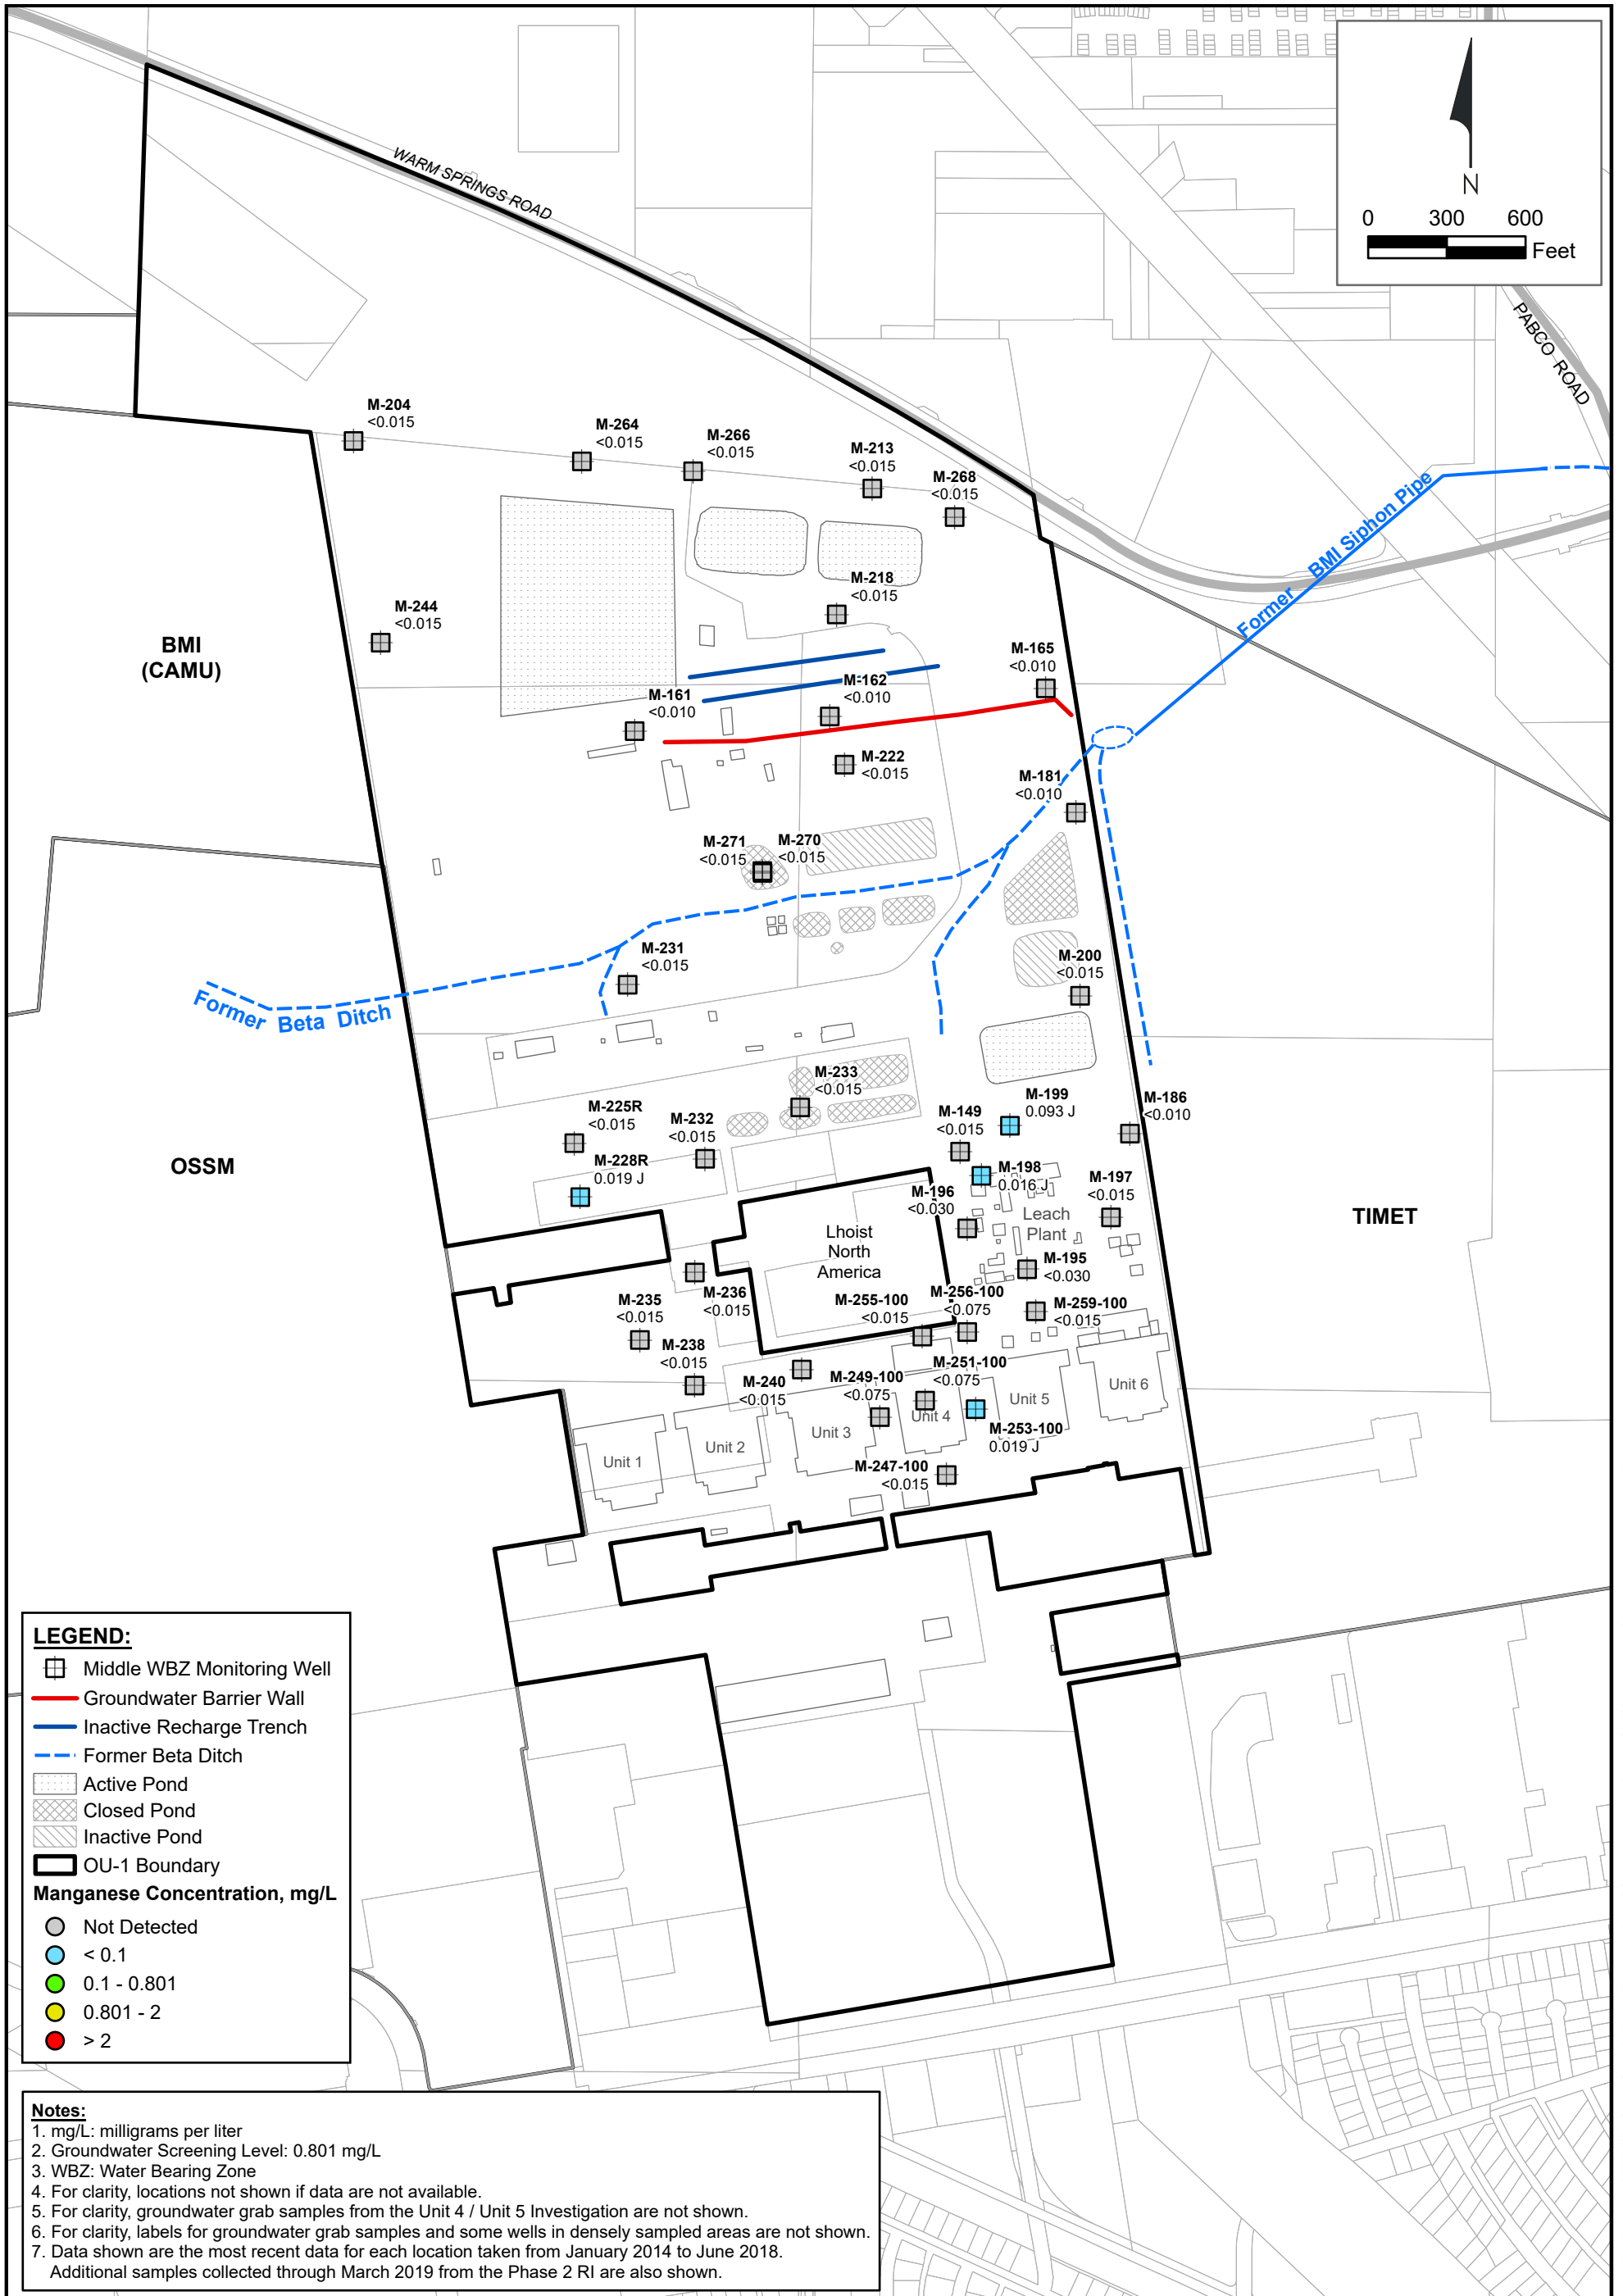 WARM SPRINGS ROAD
N
0 300 600
Feet
PABCO ROAD
M-204
<0.015
M-264
<0.015
M-266
<0.015
M-213
<0.015
M-268
<0.015
M-218
<0.015
M-244
<0.015
BMI
(CAMU)
Former BMI Siphon Pipe
M-165
<0.010
M-161
<0.010
M-162
<0.010
M-222
<0.015
M-181
<0.010
M-271
<0.015
M-270
<0.015
M-231
<0.015
M-200
<0.015
Former Beta Ditch
M-233
<0.015
M-199
0.093 J
M-186
<0.010
M-149
<0.015
M-225R
<0.015
M-232
<0.015
M-228R
0.019 J
M-198
0.016 J
M-197
<0.015
M-196
<0.030
OSSM
TIMET
Leach
Plant
Lhoist
North
America
M-195
<0.030
M-236
<0.015
M-235
<0.015
M-255-100
<0.015
M-256-100
<0.075
M-259-100
<0.015
M-238
<0.015
M-240
<0.015
M-249-100
<0.075
M-251-100
<0.075
M-253-100
0.019 J
M-247-100
<0.015
Unit 1
Unit 2
Unit 3
Unit 4
Unit 5
Unit 6
LEGEND:
Middle WBZ Monitoring Well
Groundwater Barrier Wall
Inactive Recharge Trench
Former Beta Ditch
Active Pond
Closed Pond
Inactive Pond
OU-1 Boundary
Manganese Concentration, mg/L
Not Detected
< 0.1
0.1 - 0.801
0.801 - 2
> 2
Notes:
1. mg/L: milligrams per liter
2. Groundwater Screening Level: 0.801 mg/L
3. WBZ: Water Bearing Zone
4. For clarity, locations not shown if data are not available.
5. For clarity, groundwater grab samples from the Unit 4 / Unit 5 Investigation are not shown.
6. For clarity, labels for groundwater grab samples and some wells in densely sampled areas are not shown.
7. Data shown are the most recent data for each location taken from January 2014 to June 2018.
Additional samples collected through March 2019 from the Phase 2 RI are also shown.